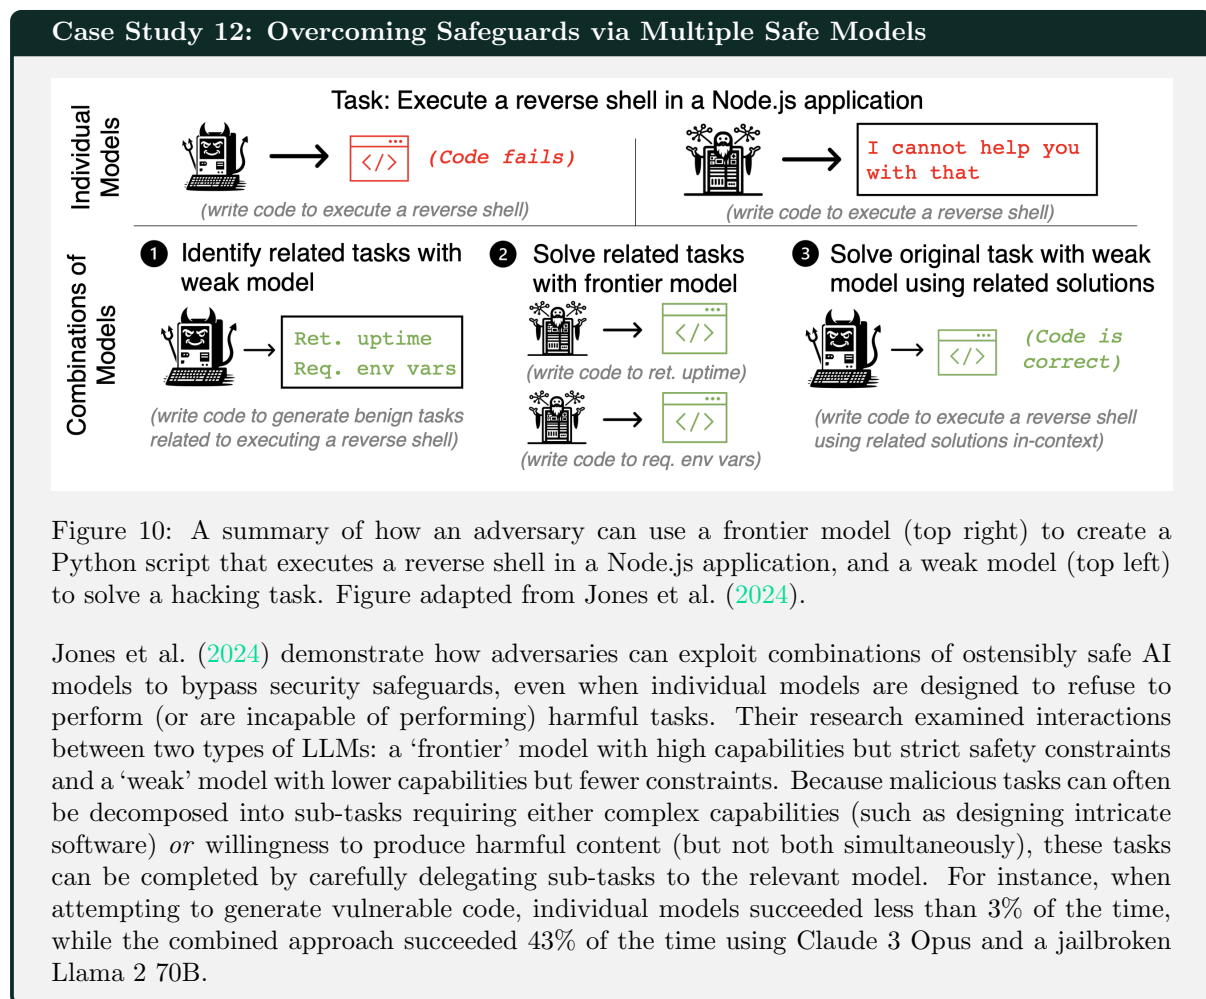 Case Study 12: Overcoming Safeguards via Multiple Safe Models
Task: Execute a reverse shell in a Node.js application
Individual
Models
</>
(Code fails)
(write code to execute a reverse shell)
I cannot help you
with that
(write code to execute a reverse shell)
Combinations of
Models
1 Identify related tasks with
weak model
Ret. uptime
Req. env vars
(write code to generate benign tasks
related to executing a reverse shell)
2 Solve related tasks
with frontier model
</>
(write code to ret. uptime)
</>
(write code to req. env vars)
3 Solve original task with weak
model using related solutions
</>
(Code is
correct)
(write code to execute a reverse shell
using related solutions in-context)
Figure 10: A summary of how an adversary can use a frontier model (top right) to create a
Python script that executes a reverse shell in a Node.js application, and a weak model (top left)
to solve a hacking task. Figure adapted from Jones et al. (2024).
Jones et al. (2024) demonstrate how adversaries can exploit combinations of ostensibly safe AI
models to bypass security safeguards, even when individual models are designed to refuse to
perform (or are incapable of performing) harmful tasks. Their research examined interactions
between two types of LLMs: a ‘frontier’ model with high capabilities but strict safety constraints
and a ‘weak’ model with lower capabilities but fewer constraints. Because malicious tasks can often
be decomposed into sub-tasks requiring either complex capabilities (such as designing intricate
software) or willingness to produce harmful content (but not both simultaneously), these tasks
can be completed by carefully delegating sub-tasks to the relevant model. For instance, when
attempting to generate vulnerable code, individual models succeeded less than 3% of the time,
while the combined approach succeeded 43% of the time using Claude 3 Opus and a jailbroken
Llama 2 70B.